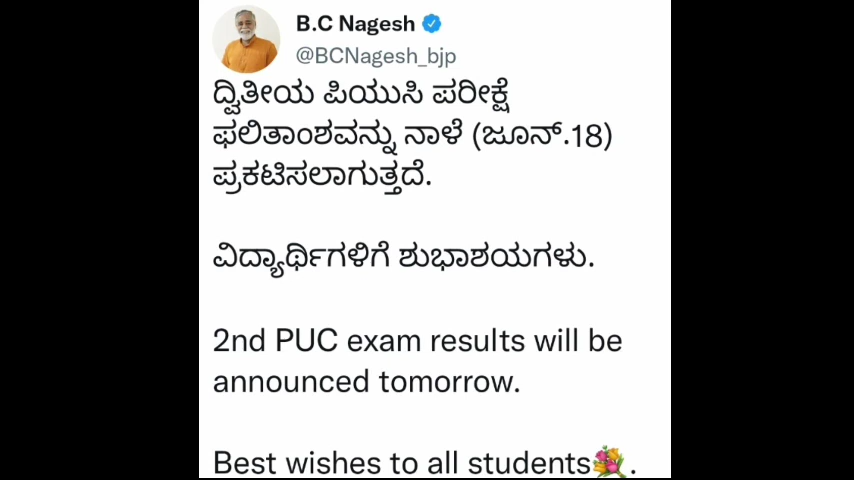 B.C Nagesh
@BCNagesh_bjp
ದ್ವಿತೀಯ ಪಿಯುಸಿ ಪರೀಕ್ಷೆ
ಫಲಿತಾಂಶವನ್ನು ನಾಳೆ (ಜೂನ್.18)
ಪ್ರಕಟಿಸಲಾಗುತ್ತದೆ.
ವಿದ್ಯಾರ್ಥಿಗಳಿಗೆ ಶುಭಾಶಯಗಳು.
2nd PUC exam results will be
announced tomorrow.
Best wishes to all students💐.